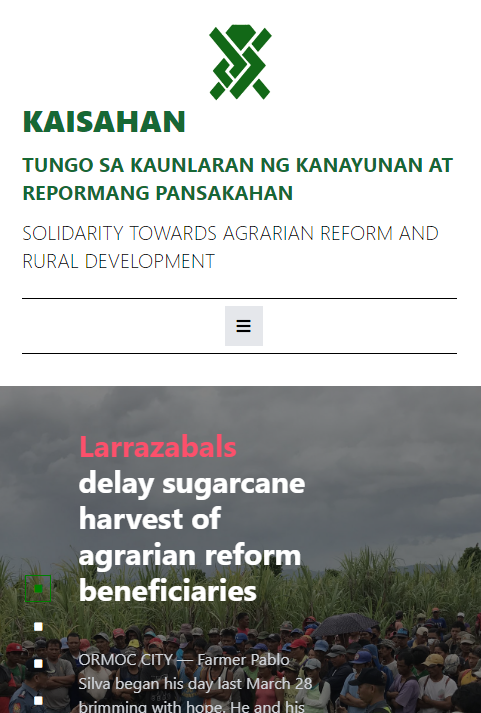 KAISAHAN
TUNGO SA KAUNLARAN NG KANAYUNAN AT
REPORMANG PANSAKAHAN
SOLIDARITY TOWARDS AGRARIAN REFORM AND
RURAL DEVELOPMENT
Larrazabals
delay sugarcane
harvest of
agrarian reform
beneficiaries
ORMOC CITY — Farmer Pablo
Silva began his day last March 28
brimming with hope. He and his